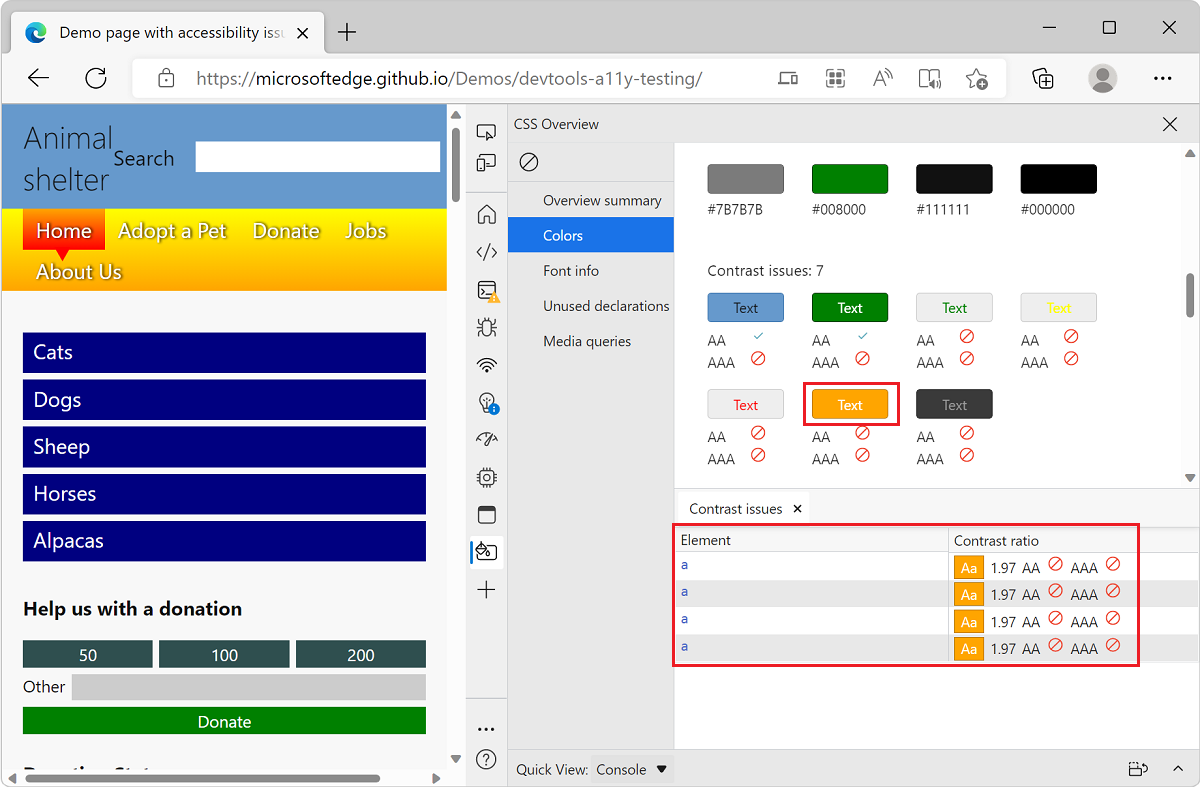 Demo page with accessibility issu
https://microsoftedge.github.io/Demos/devtools-a11y-testing/
Animal
shelter
Search
Home
Adopt a Pet
Donate
Jobs
About Us
Cats
Dogs
Sheep
Horses
Alpacas
Help us with a donation
50
100
200
Other
Donate
CSS Overview
Overview summary
Colors
Font info
Unused declarations
Media queries
#7B7B7B
#008000
#111111
#000000
Contrast issues: 7
Text
AA
AAA
Text
AA
AAA
Text
AA
AAA
Text
AA
AAA
Text
AA
AAA
Text
AA
AAA
Text
AA
AAA
Contrast issues
Element
Contrast ratio
a
Aa 1.97 AA AAA
a
Aa 1.97 AA AAA
a
Aa 1.97 AA AAA
a
Aa 1.97 AA AAA
Quick View: Console